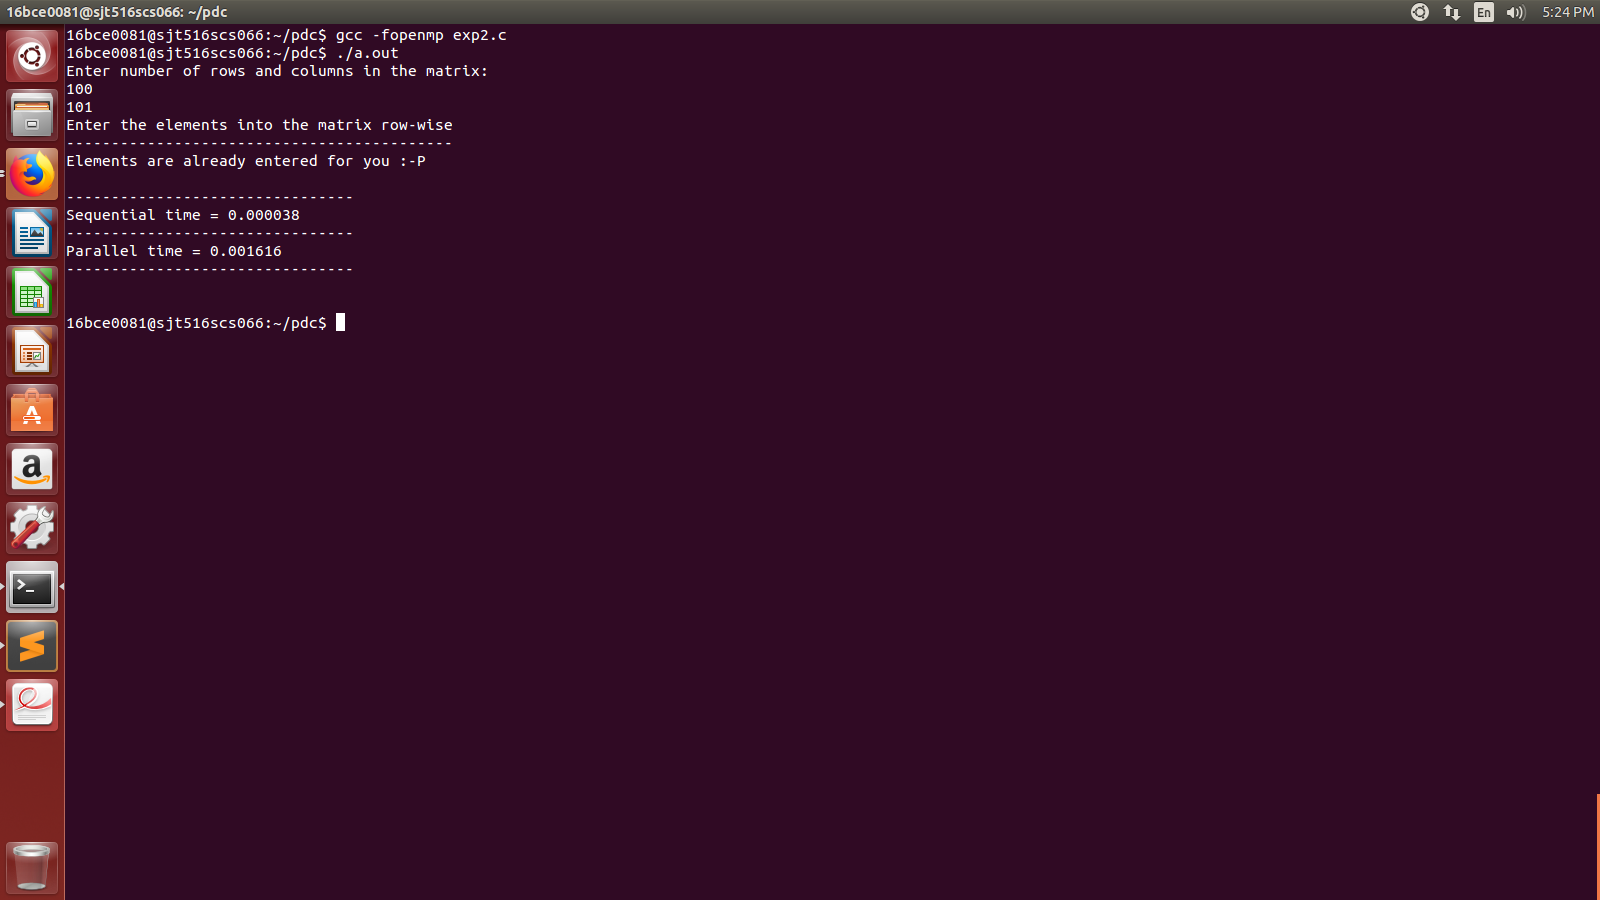 16bce0081@sjt516scs066: ~/pdc
En
5:24 PM
16bce0081@sjt516scs066:~/pdc$ gcc -fopenmp exp2.c
16bce0081@sjt516scs066:~/pdc$ ./a.out
Enter number of rows and columns in the matrix:
100
101
Enter the elements into the matrix row-wise
-------------------------------------------
Elements are already entered for you :-P
--------------------------------
Sequential time = 0.000038
--------------------------------
Parallel time = 0.001616
--------------------------------
16bce0081@sjt516scs066:~/pdc$